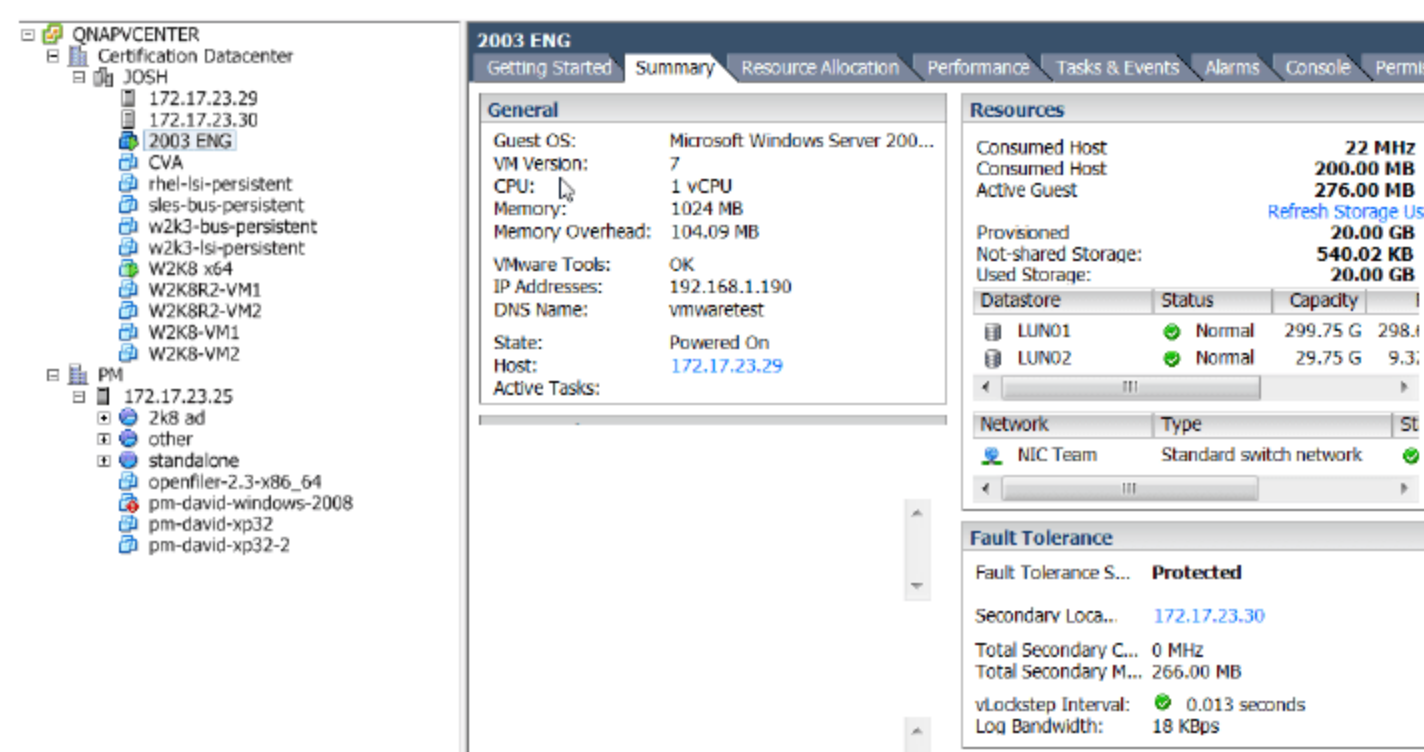 QNAPVCENTER
Certification Datacenter
JOSH
172.17.23.29
172.17.23.30
2003 ENG
CVA
rhel-lsi-persistent
sles-bus-persistent
w2k3-bus-persistent
w2k3-lsi-persistent
W2K8 x64
W2K8R2-VM1
W2K8R2-VM2
W2K8-VM1
W2K8-VM2
PM
172.17.23.25
2k8 ad
other
standalone
openfiler-2.3-x86_64
pm-david-windows-2008
pm-david-xp32
pm-david-xp32-2
2003 ENG
Getting Started Summary Resource Allocation Performance Tasks & Events Alarms Console Permis
General
Guest OS: Microsoft Windows Server 200...
VM Version: 7
CPU: 1 vCPU
Memory: 1024 MB
Memory Overhead: 104.09 MB
VMware Tools: OK
IP Addresses: 192.168.1.190
DNS Name: vmwaretest
State: Powered On
Host: 172.17.23.29
Active Tasks:
Resources
Consumed Host 22 MHz
Consumed Host 200.00 MB
Active Guest 276.00 MB
Refresh Storage Us
Provisioned 20.00 GB
Not-shared Storage: 540.02 KB
Used Storage: 20.00 GB
Datastore Status Capacity
LUN01 Normal 299.75 G 298.
LUN02 Normal 29.75 G 9.3
Network Type St
NIC Team Standard switch network
Fault Tolerance
Fault Tolerance S... Protected
Secondary Loca... 172.17.23.30
Total Secondary C... 0 MHz
Total Secondary M... 266.00 MB
vLockstep Interval: 0.013 seconds
Log Bandwidth: 18 KBps